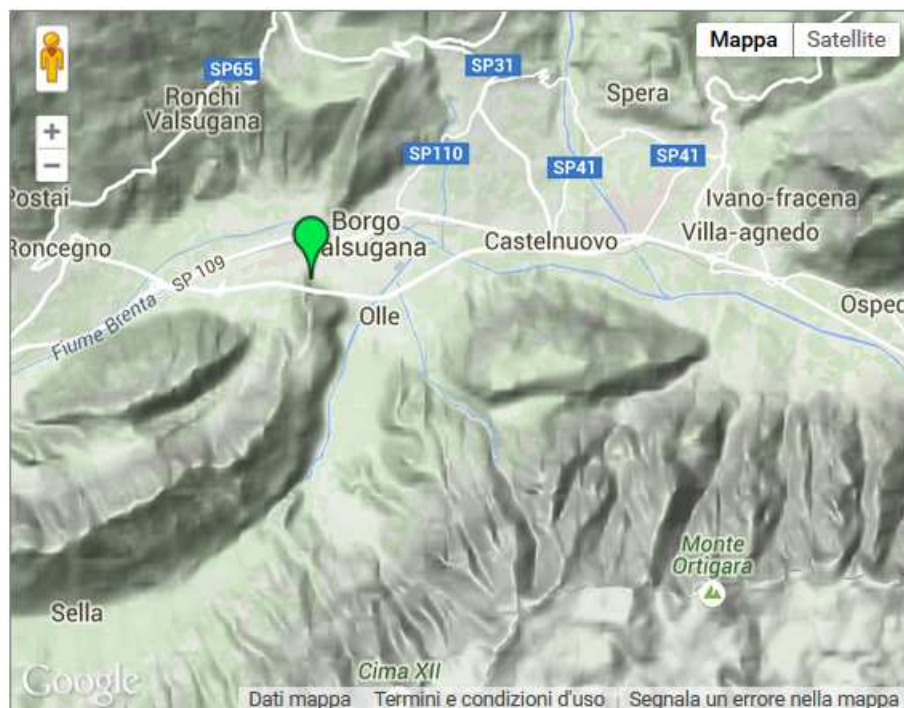 Mappa Satellite
SP31
SP65
Ronchi
Valsugana
Spera
SP110
SP41
SP41
Postai
Ivano-fracena
Borgo
Valsugana
Castelnuovo
Villa-agnedo
Roncegno
Fiume Brenta
SP 109
Olle
Osped
Monte
Ortigara
Sella
Cima XII
Google
Dati mappa Termini e condizioni d'uso Segnala un errore nella mappa